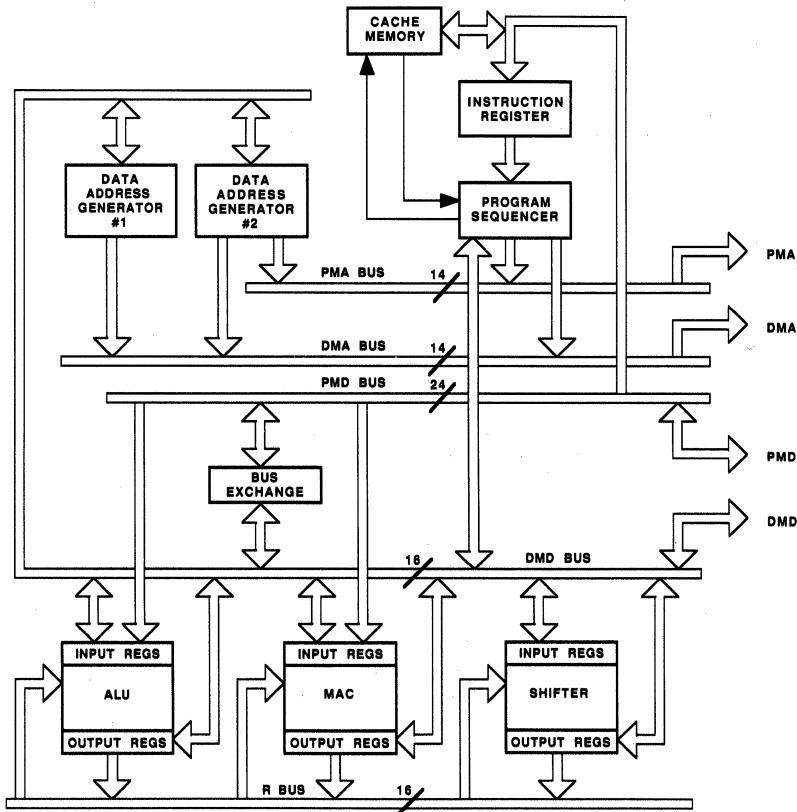 CACHE
MEMORY
INSTRUCTION
REGISTER
DATA
ADDRESS
GENERATOR
#1
DATA
ADDRESS
GENERATOR
#2
PROGRAM
SEQUENCER
PMA BUS
14
PMA
DMA BUS
14
DMA
PMD BUS
24
PMD
BUS
EXCHANGE
DMD
16
DMD BUS
INPUT REGS
ALU
OUTPUT REGS
INPUT REGS
MAC
OUTPUT REGS
INPUT REGS
SHIFTER
OUTPUT REGS
R BUS
16